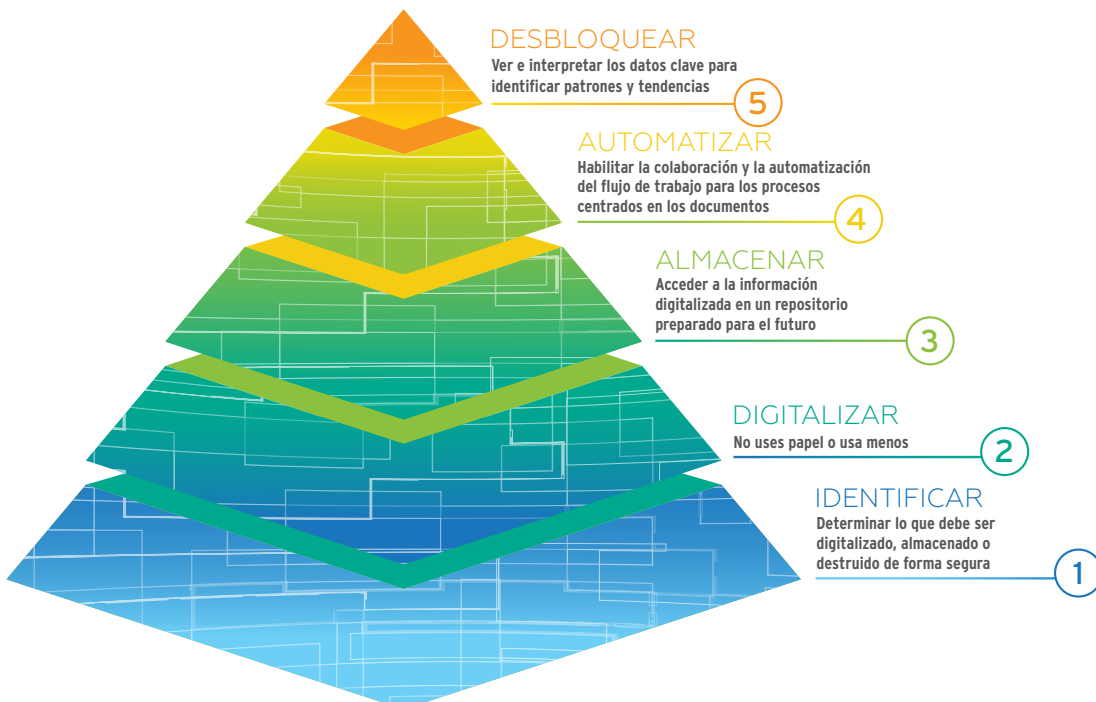 DESBLOQUEAR
Ver e interpretar los datos clave para
identificar patrones y tendencias
5
AUTOMATIZAR
Habilitar la colaboración y la automatización
del flujo de trabajo para los procesos
centrados en los documentos
4
ALMACENAR
Acceder a la información
digitalizada en un repositorio
preparado para el futuro
3
DIGITALIZAR
No uses papel o usa menos
2
IDENTIFICAR
Determinar lo que debe ser
digitalizado, almacenado o
destruido de forma segura
1